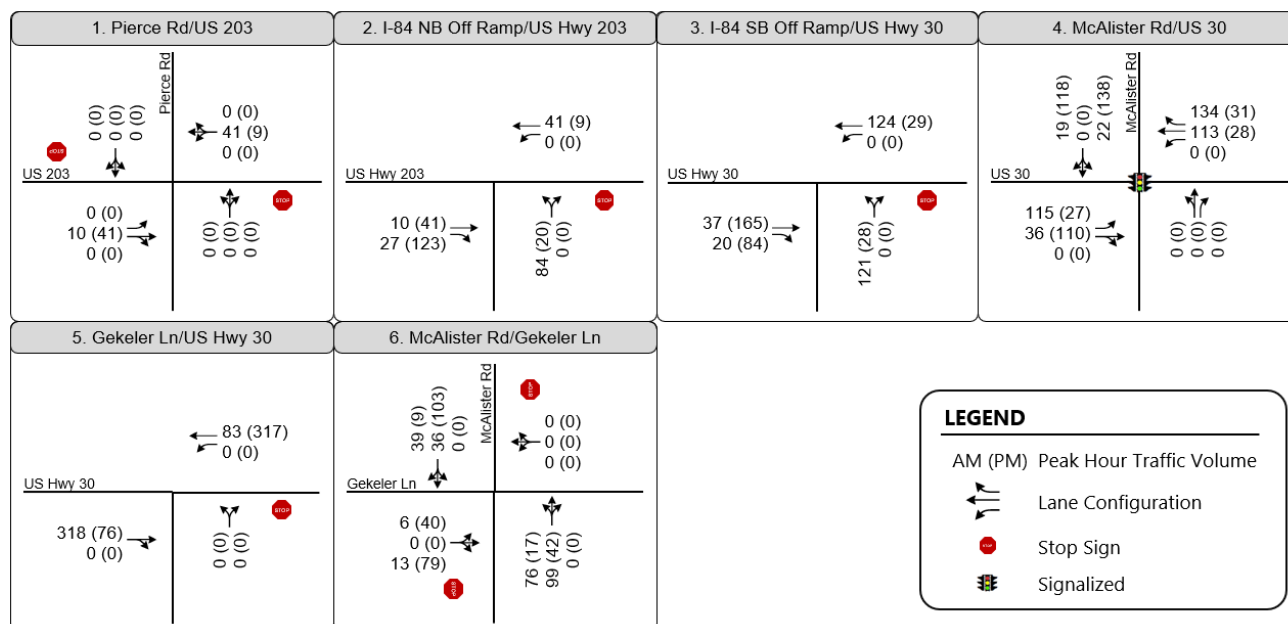 1. Pierce Rd/US 203
Pierce Rd
0 (0)
0 (0)
0 (0)
0 (0)
41 (9)
0 (0)
STOP
US 203
0 (0)
10 (41)
0 (0)
0 (0)
0 (0)
0 (0)
STOP
2. I-84 NB Off Ramp/US Hwy 203
41 (9)
0 (0)
US Hwy 203
10 (41)
27 (123)
84 (20)
0 (0)
STOP
3. I-84 SB Off Ramp/US Hwy 30
124 (29)
0 (0)
US Hwy 30
37 (165)
20 (84)
121 (28)
0 (0)
STOP
4. McAlister Rd/US 30
McAlister Rd
19 (118)
0 (0)
22 (138)
134 (31)
113 (28)
0 (0)
US 30
115 (27)
36 (110)
0 (0)
0 (0)
0 (0)
0 (0)
5. Gekeler Ln/US Hwy 30
83 (317)
0 (0)
US Hwy 30
318 (76)
0 (0)
0 (0)
0 (0)
STOP
6. McAlister Rd/Gekeler Ln
McAlister Rd
39 (9)
36 (103)
0 (0)
STOP
0 (0)
0 (0)
0 (0)
Gekeler Ln
6 (40)
0 (0)
13 (79)
STOP
76 (17)
99 (42)
0 (0)
LEGEND
AM (PM) Peak Hour Traffic Volume
Lane Configuration
STOP Stop Sign
Signalized